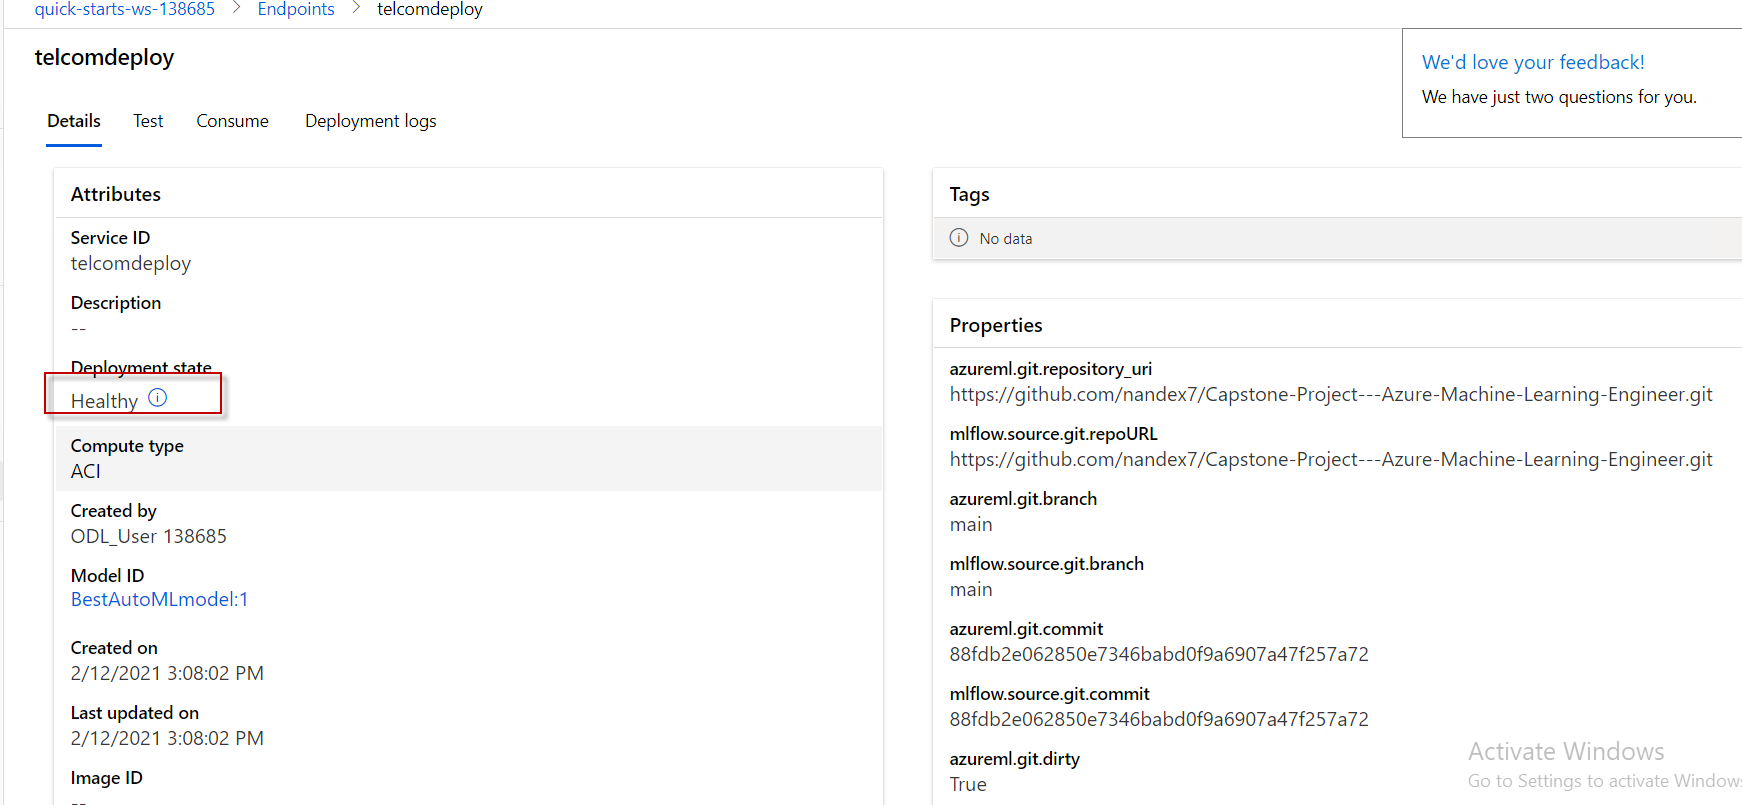 quick-starts-ws-138685 > Endpoints > telcomdeploy
telcomdeploy
We'd love your feedback!
We have just two questions for you.
Details Test Consume Deployment logs
Attributes
Service ID
telcomdeploy
Description
--
Deployment state
Healthy
Compute type
ACI
Created by
ODL_User 138685
Model ID
BestAutoMLmodel:1
Created on
2/12/2021 3:08:02 PM
Last updated on
2/12/2021 3:08:02 PM
Image ID
--
Tags
No data
Properties
azureml.git.repository_uri
https://github.com/nandex7/Capstone-Project---Azure-Machine-Learning-Engineer.git
mlflow.source.git.repoURL
https://github.com/nandex7/Capstone-Project---Azure-Machine-Learning-Engineer.git
azureml.git.branch
main
mlflow.source.git.branch
main
azureml.git.commit
88fdb2e062850e7346babd0f9a6907a47f257a72
mlflow.source.git.commit
88fdb2e062850e7346babd0f9a6907a47f257a72
azureml.git.dirty
True
Activate Windows
Go to Settings to activate Windows